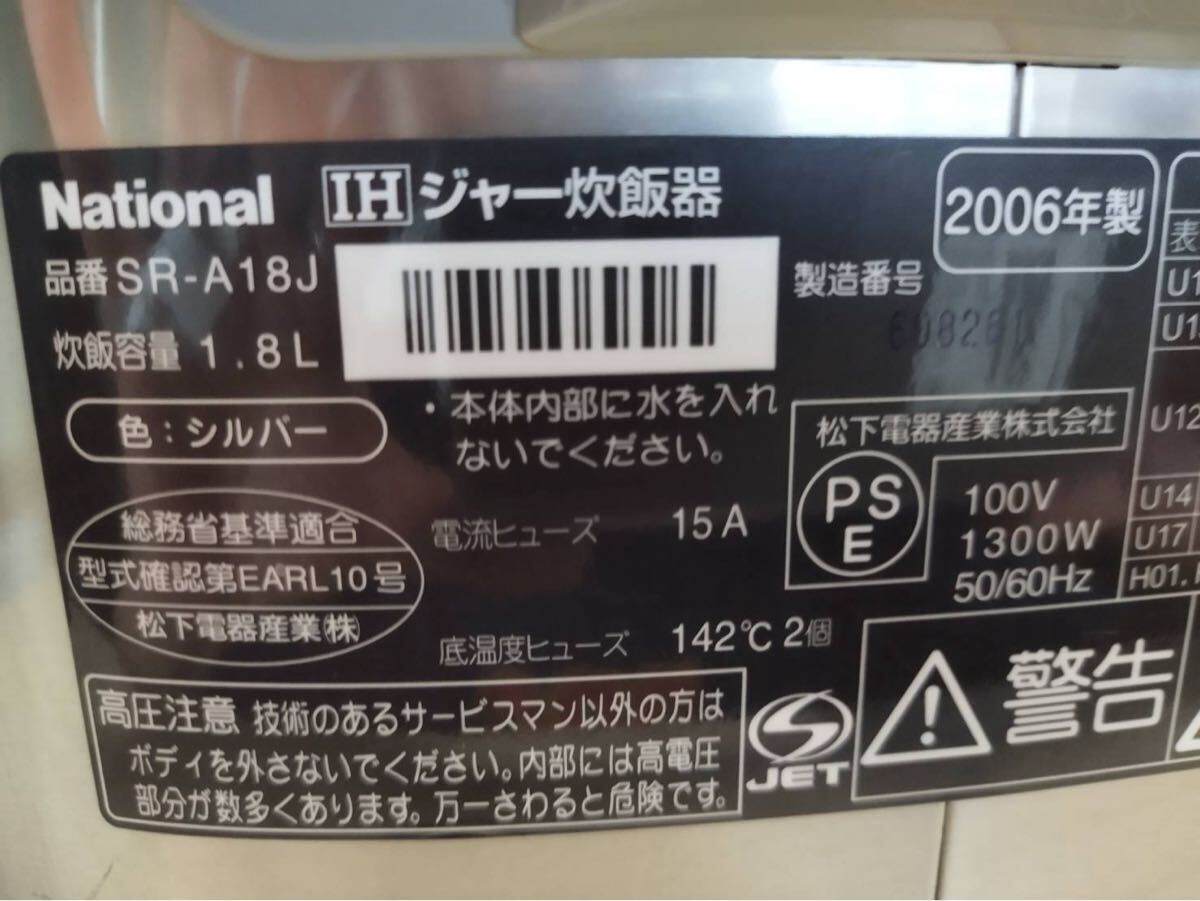 National IH ジャー炊飯器
2006年製
品番 SR-A18J
製造番号
炊飯容量 1.8L
色：シルバー
・本体内部に水を入れ
ないでください。
総務省基準適合
型式確認第EARL10号
松下電器産業㈱
電流ヒューズ 15A
底温度ヒューズ 142℃ 2個
松下電器産業株式会社
PS
E
100V
1300W
50/60Hz
高圧注意 技術のあるサービスマン以外の方は
ボディを外さないでください。内部には高電圧
部分が数多くあります。万一さわると危険です。
JET
警告
表
U12
U14
U17
H01.